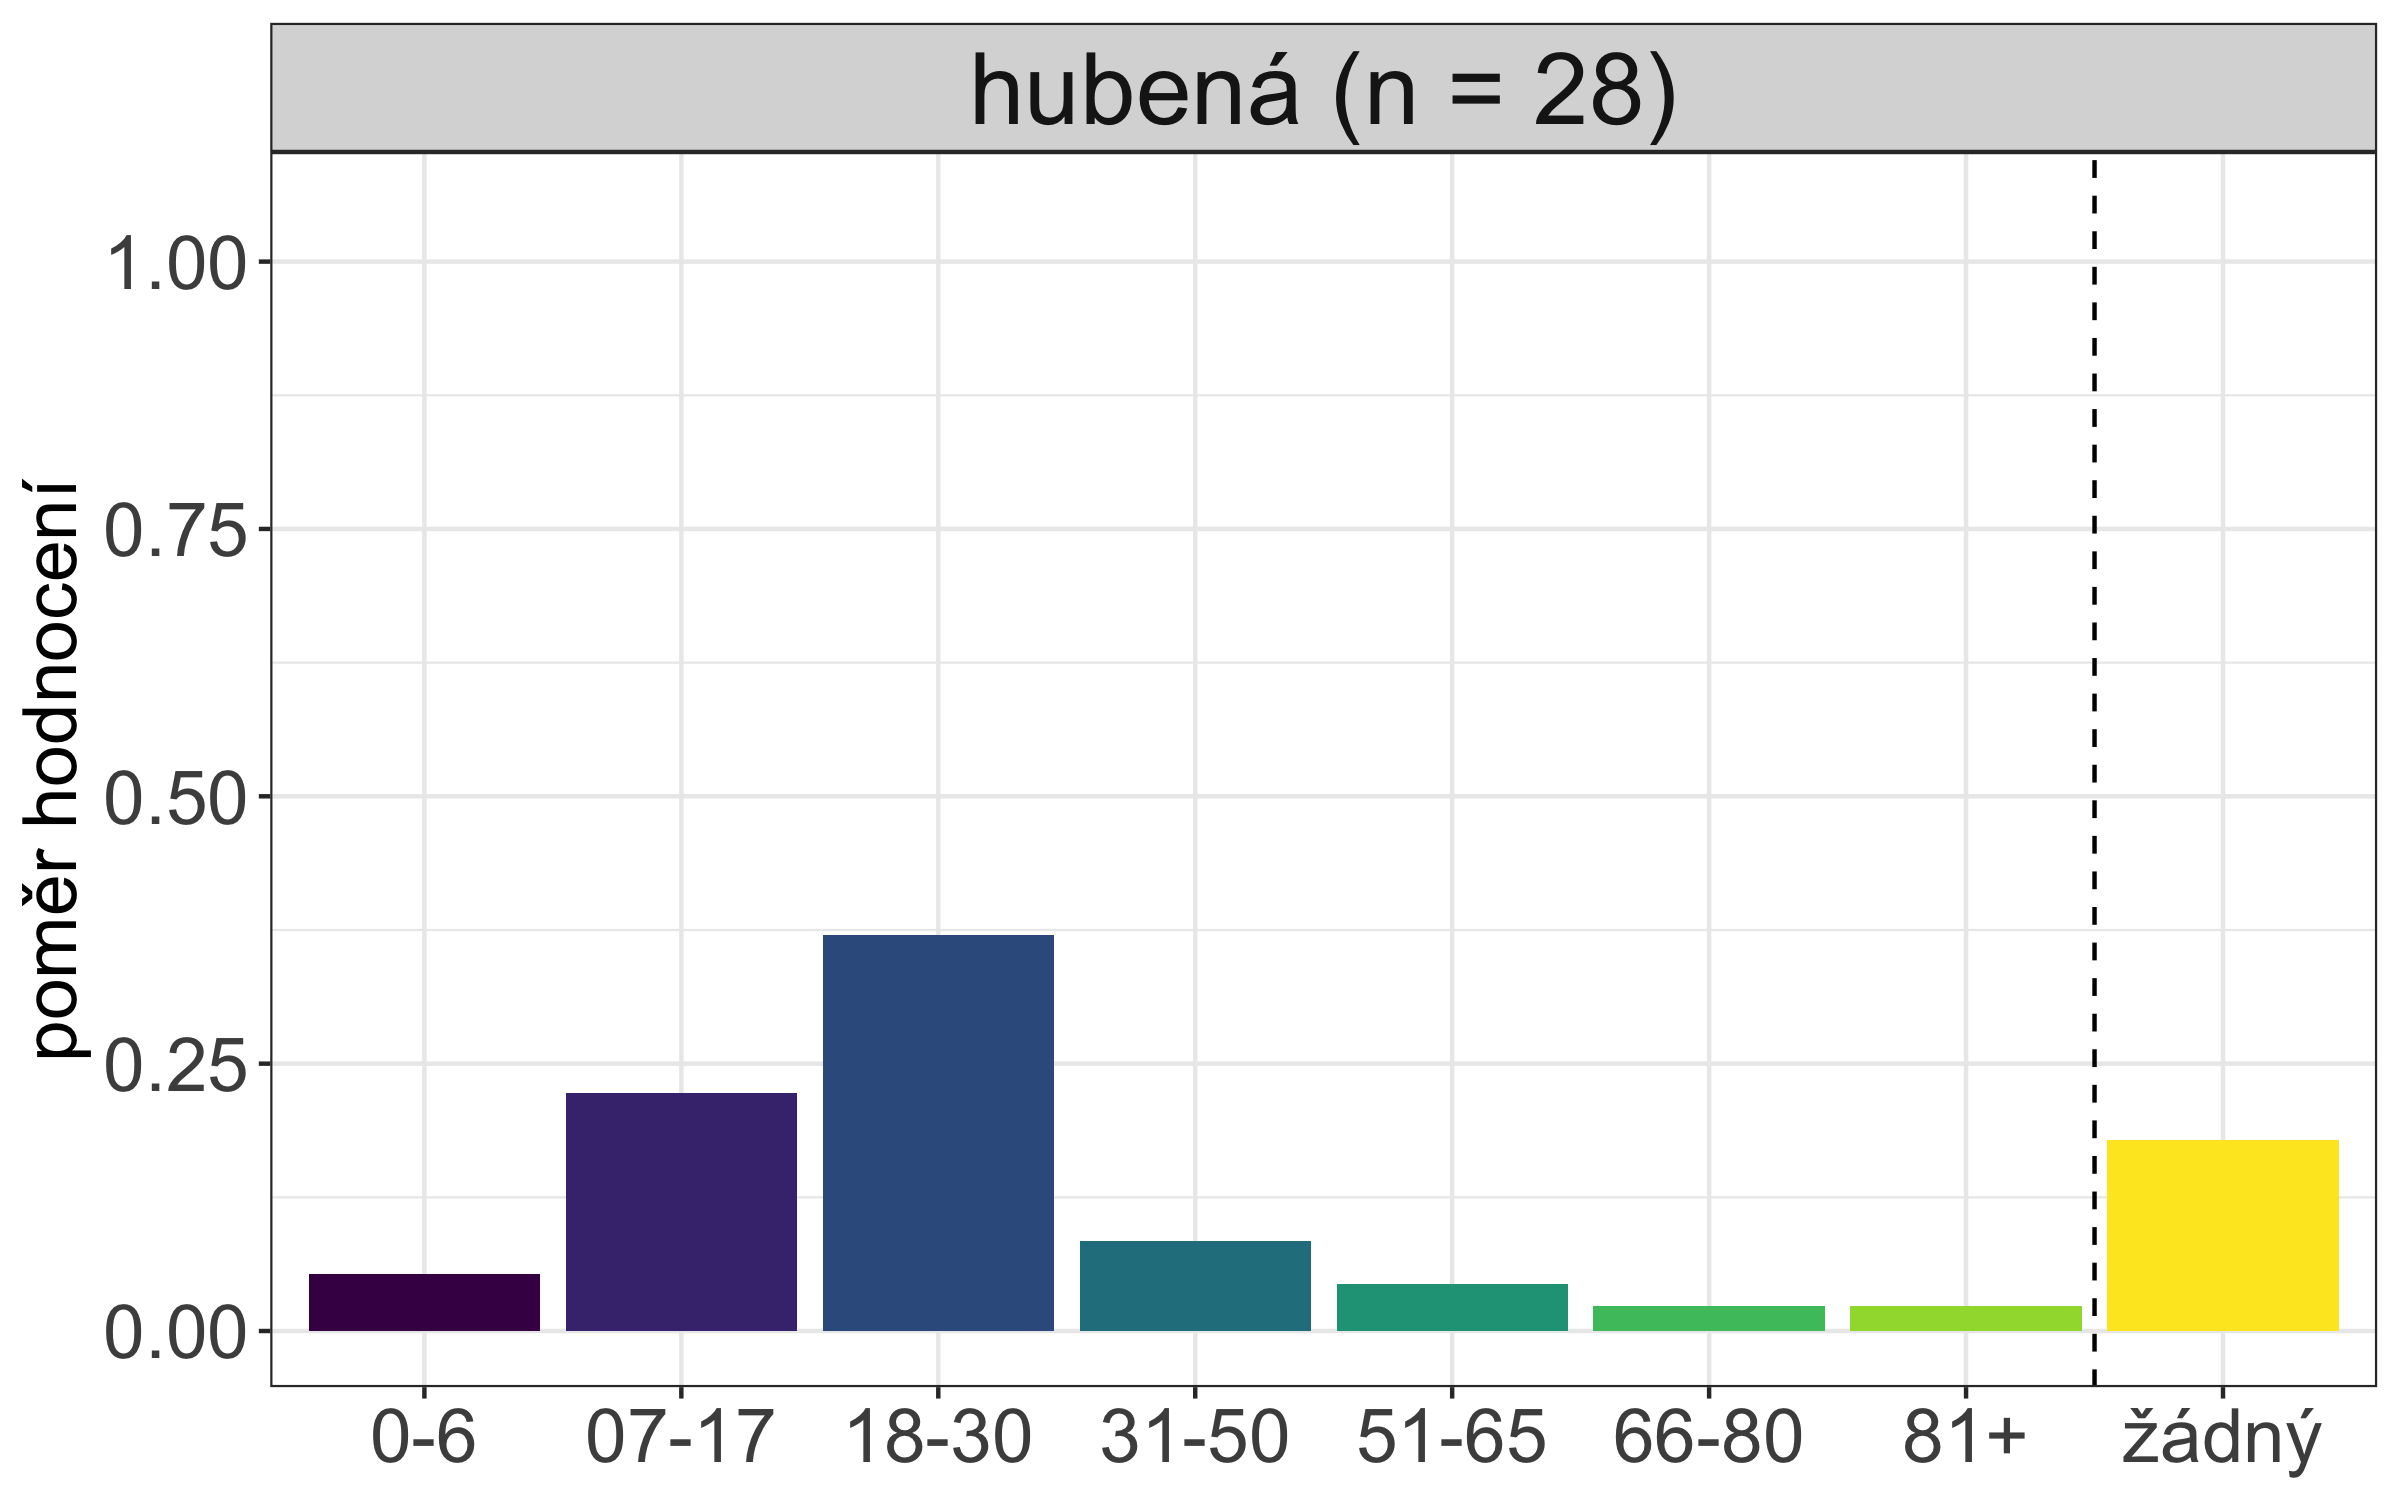 hubená (n = 28)
poměr hodnocení
1.00
0.75
0.50
0.25
0.00
0-6 07-17 18-30 31-50 51-65 66-80 81+ žádný